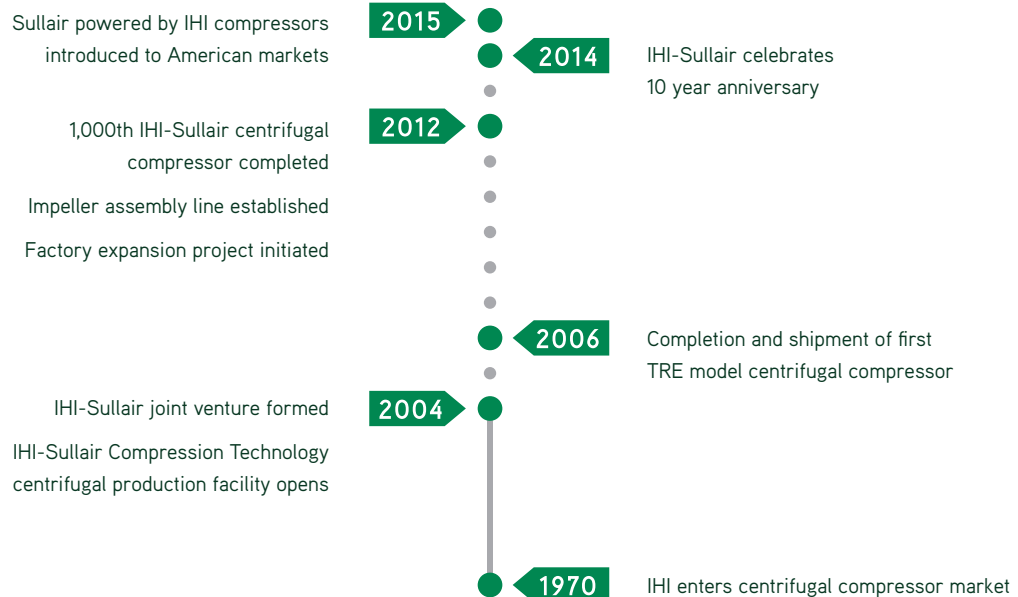 2015
Sullair powered by IHI compressors
introduced to American markets
2014
IHI-Sullair celebrates
10 year anniversary
2012
1,000th IHI-Sullair centrifugal
compressor completed
Impeller assembly line established
Factory expansion project initiated
2006
Completion and shipment of first
TRE model centrifugal compressor
2004
IHI-Sullair joint venture formed
IHI-Sullair Compression Technology
centrifugal production facility opens
1970
IHI enters centrifugal compressor market